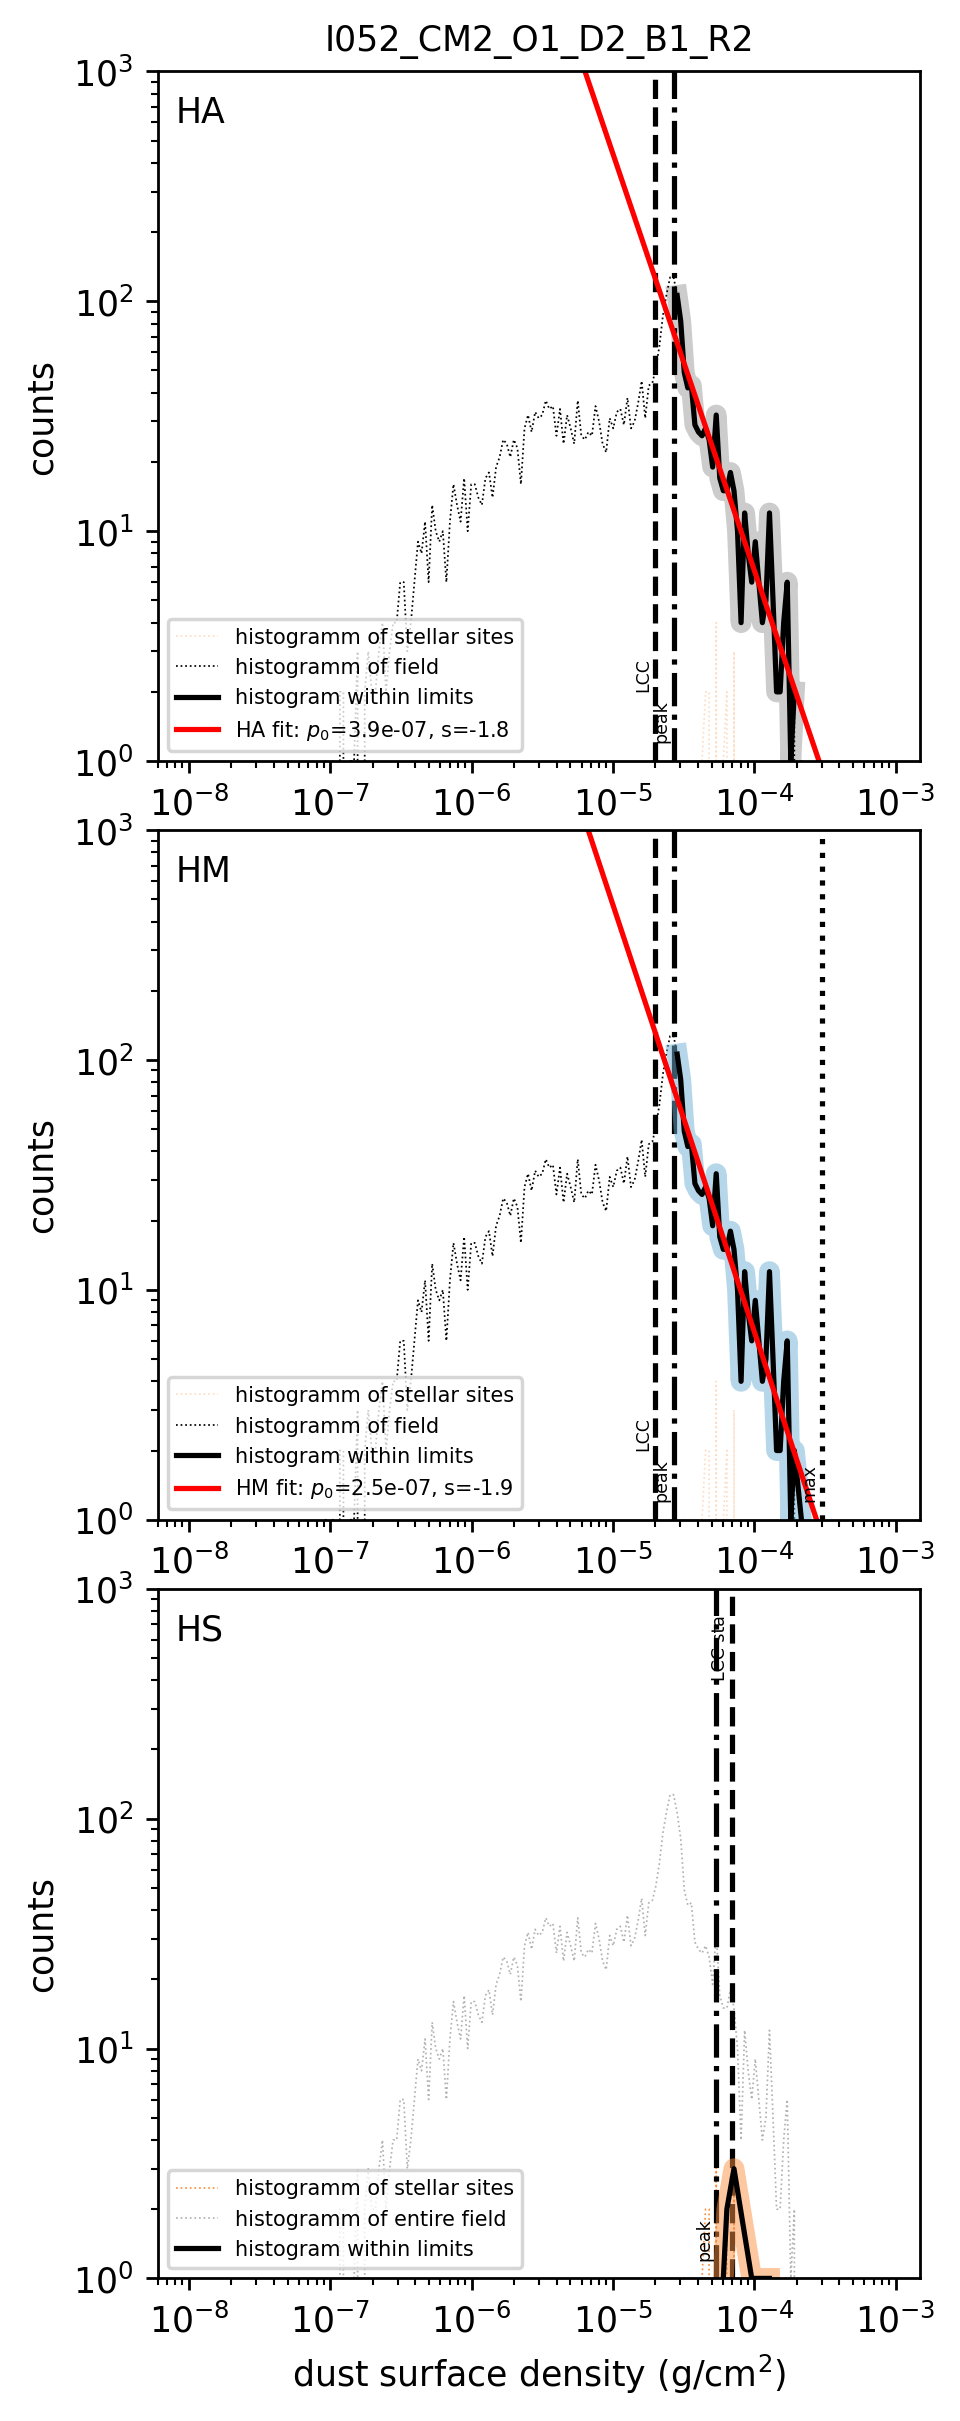 I052_CM2_O1_D2_B1_R2
10³
HA
10²
counts
10¹
LCC
peak
histogramm of stellar sites
histogramm of field
histogram within limits
HA fit: p₀=3.9e-07, s=-1.8
10⁰
10⁻⁸ 10⁻⁷ 10⁻⁶ 10⁻⁵ 10⁻⁴ 10⁻³
10³
HM
10²
counts
10¹
LCC
peak
max
histogramm of stellar sites
histogramm of field
histogram within limits
HM fit: p₀=2.5e-07, s=-1.9
10⁰
10⁻⁸ 10⁻⁷ 10⁻⁶ 10⁻⁵ 10⁻⁴ 10⁻³
10³
HS
LCC sta
10²
counts
10¹
peak
histogramm of stellar sites
histogramm of entire field
histogram within limits
10⁰
10⁻⁸ 10⁻⁷ 10⁻⁶ 10⁻⁵ 10⁻⁴ 10⁻³
dust surface density (g/cm²)